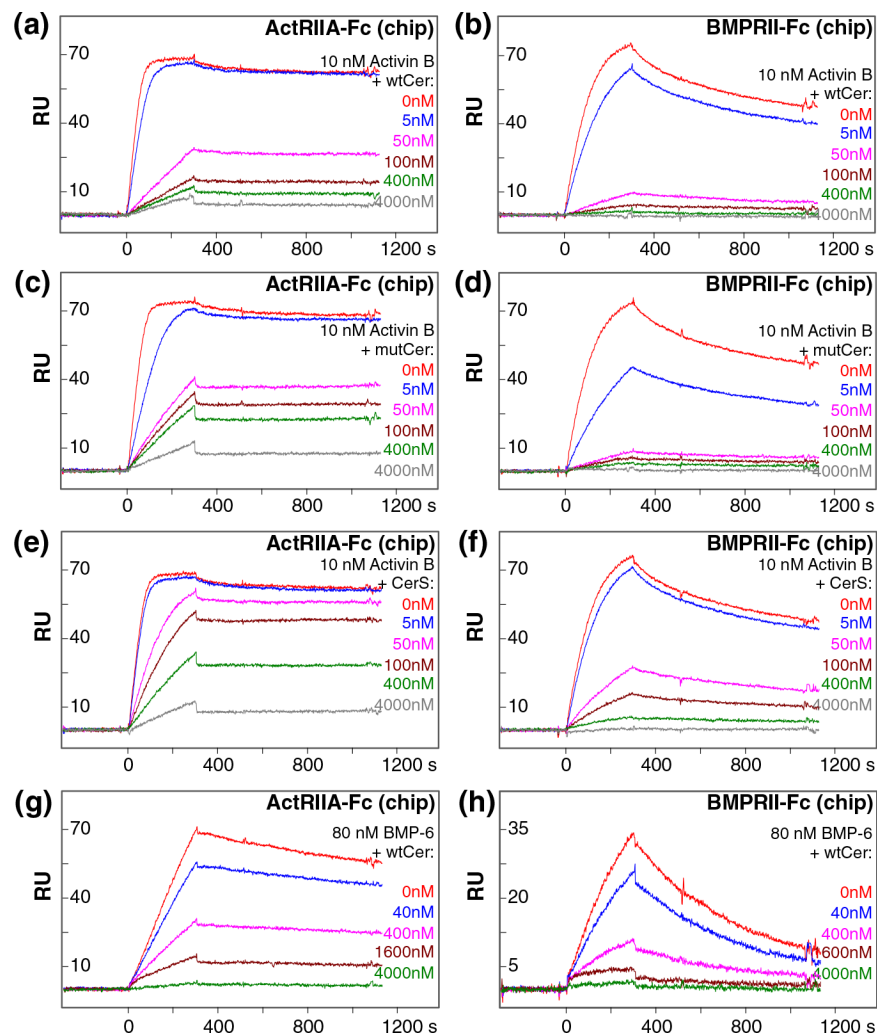 (a)
ActRIIA-Fc (chip)
10 nM Activin B
+ wtCer:
0nM
5nM
50nM
100nM
400nM
4000nM
RU
70
40
10
0
400
800
1200 s
(b)
BMPRII-Fc (chip)
10 nM Activin B
+ wtCer:
0nM
5nM
50nM
100nM
400nM
4000nM
RU
70
40
10
0
400
800
1200 s
(c)
ActRIIA-Fc (chip)
10 nM Activin B
+ mutCer:
0nM
5nM
50nM
100nM
400nM
4000nM
RU
70
40
10
0
400
800
1200 s
(d)
BMPRII-Fc (chip)
10 nM Activin B
+ mutCer:
0nM
5nM
50nM
100nM
400nM
4000nM
RU
70
40
10
0
400
800
1200 s
(e)
ActRIIA-Fc (chip)
10 nM Activin B
+ CerS:
0nM
5nM
50nM
100nM
400nM
4000nM
RU
70
40
10
0
400
800
1200 s
(f)
BMPRII-Fc (chip)
10 nM Activin B
+ CerS:
0nM
5nM
50nM
100nM
400nM
4000nM
RU
70
40
10
0
400
800
1200 s
(g)
ActRIIA-Fc (chip)
80 nM BMP-6
+ wtCer:
0nM
40nM
400nM
1600nM
4000nM
RU
70
40
10
0
400
800
1200 s
(h)
BMPRII-Fc (chip)
80 nM BMP-6
+ wtCer:
0nM
40nM
400nM
1600nM
4000nM
RU
35
20
5
0
400
800
1200 s